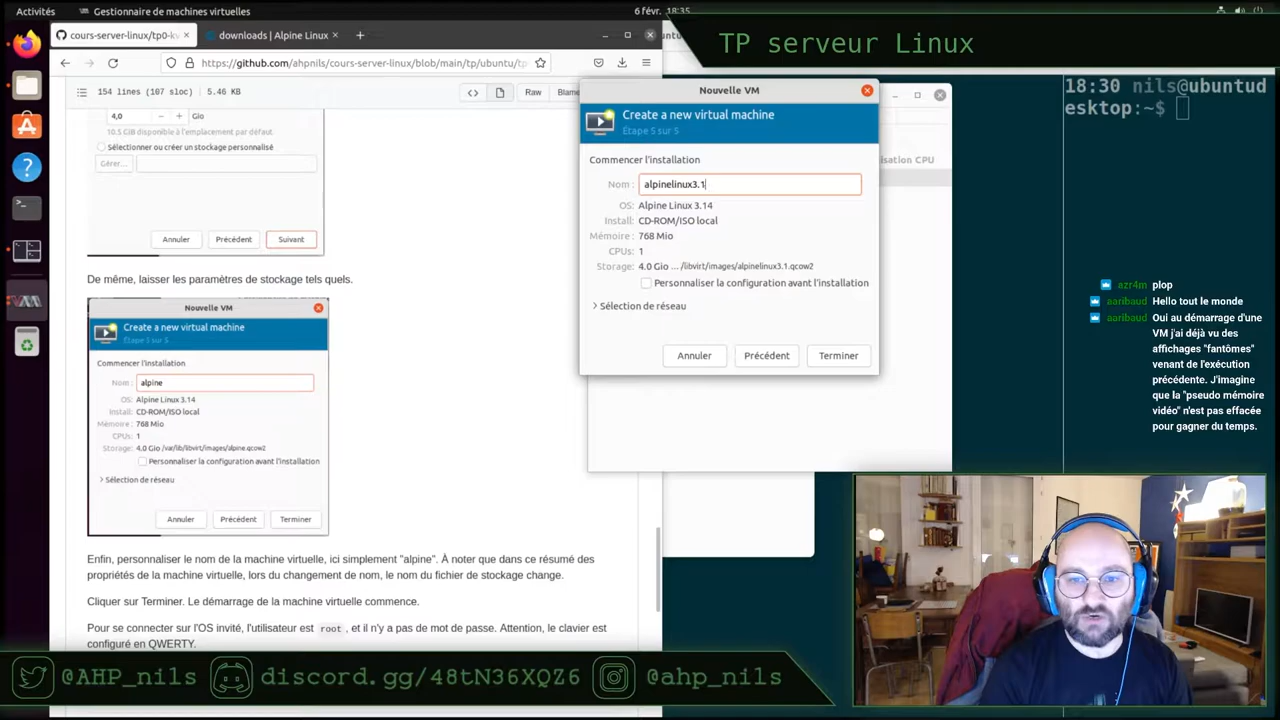 Activités
Gestionnaire de machines virtuelles
6 févr. 18:35
TP serveur Linux
cours-server-linux/tp0-kv
downloads | Alpine Linux
https://github.com/ahpnils/cours-server-linux/blob/main/tp/ubuntu/tp
154 lines (107 sloc)
5.46 KB
Raw
Blame
4,0
Gio
10.5 GiB disponible à l'emplacement par défaut.
Sélectionner ou créer un stockage personnalisé
Gérer...
Annuler
Précédent
Suivant
De même, laisser les paramètres de stockage tels quels.
Nouvelle VM
Create a new virtual machine
Étape 5 sur 5
Commencer l'installation
Nom :
alpine
OS: Alpine Linux 3.14
Install: CD-ROM/ISO local
Mémoire: 768 Mio
CPUs: 1
Storage: 4.0 Gio /var/lib/libvirt/images/alpine.qcow2
Personnaliser la configuration avant l'installation
Sélection de réseau
Annuler
Précédent
Terminer
Enfin, personnaliser le nom de la machine virtuelle, ici simplement "alpine". À noter que dans ce résumé des
propriétés de la machine virtuelle, lors du changement de nom, le nom du fichier de stockage change.
Cliquer sur Terminer. Le démarrage de la machine virtuelle commence.
Pour se connecter sur l'OS invité, l'utilisateur est root, et il n'y a pas de mot de passe. Attention, le clavier est
configuré en QWERTY.
Nouvelle VM
Create a new virtual machine
Étape 5 sur 5
Commencer l'installation
Nom :
alpinelinux3.1
OS: Alpine Linux 3.14
Install: CD-ROM/ISO local
Mémoire: 768 Mio
CPUs: 1
Storage: 4.0 Gio ... /libvirt/images/alpinelinux3.1.qcow2
Personnaliser la configuration avant l'installation
Sélection de réseau
Annuler
Précédent
Terminer
isation CPU
18:30 nils@ubuntud
esktop:~$
azr4m plop
aaribaud Hello tout le monde
aaribaud Oui au démarrage d'une
VM j'ai déjà vu des
affichages "fantômes"
venant de l'exécution
précédente. J'imagine
que la "pseudo mémoire
vidéo" n'est pas effacée
pour gagner du temps.
@AHP_nils
discord.gg/48tN36XQZ6
@ahp_nils